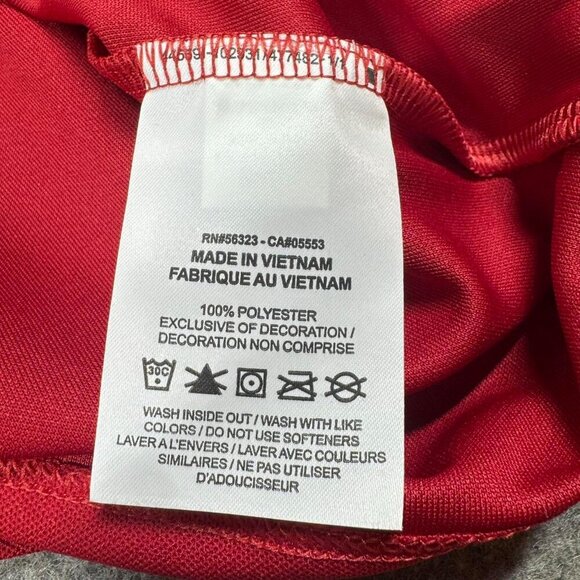 RN#56323 - CA#05553
MADE IN VIETNAM
FABRIQUE AU VIETNAM
100% POLYESTER
EXCLUSIVE OF DECORATION /
DECORATION NON COMPRISE
30C
WASH INSIDE OUT / WASH WITH LIKE
COLORS / DO NOT USE SOFTENERS
LAVER A L'ENVERS / LAVER AVEC COULEURS
SIMILAIRES / NE PAS UTILISER
D'ADOUCISSEUR